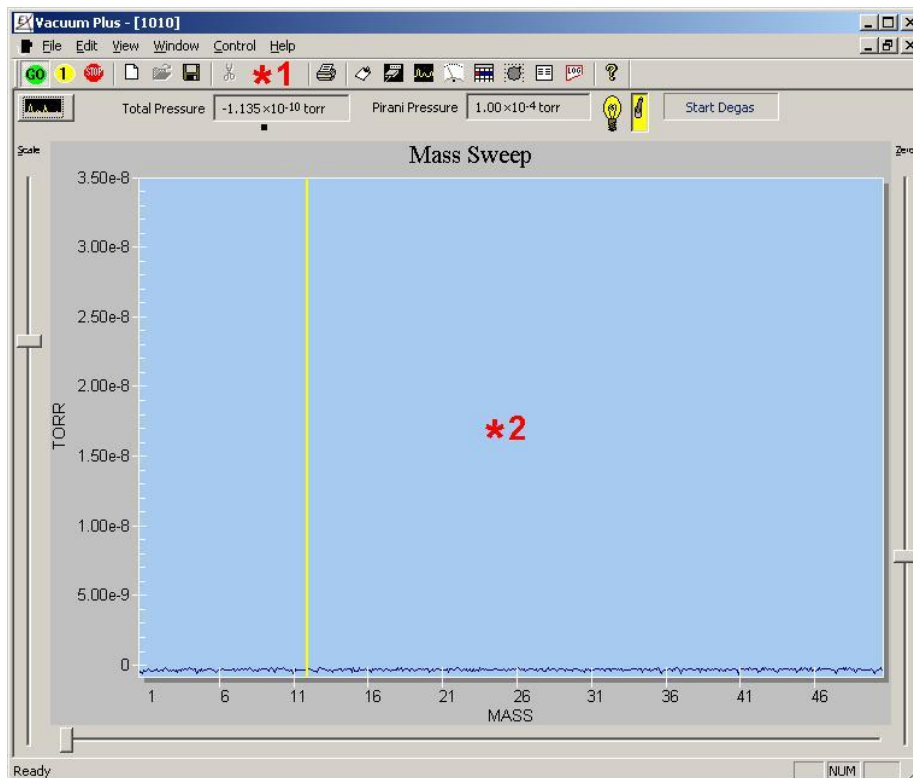 Vacuum Plus - [1010]
File Edit View Window Control Help
GO 1 STOP *1 LOG ?
Total Pressure -1.135×10-10 torr Pirani Pressure 1.00×10-4 torr Start Degas
Scale Mass Sweep Zero
3.50e-8
3.00e-8
2.50e-8
2.00e-8
*2
1.50e-8
1.00e-8
5.00e-9
0
TORR
1 6 11 16 21 26 31 36 41 46
MASS
Ready NUM